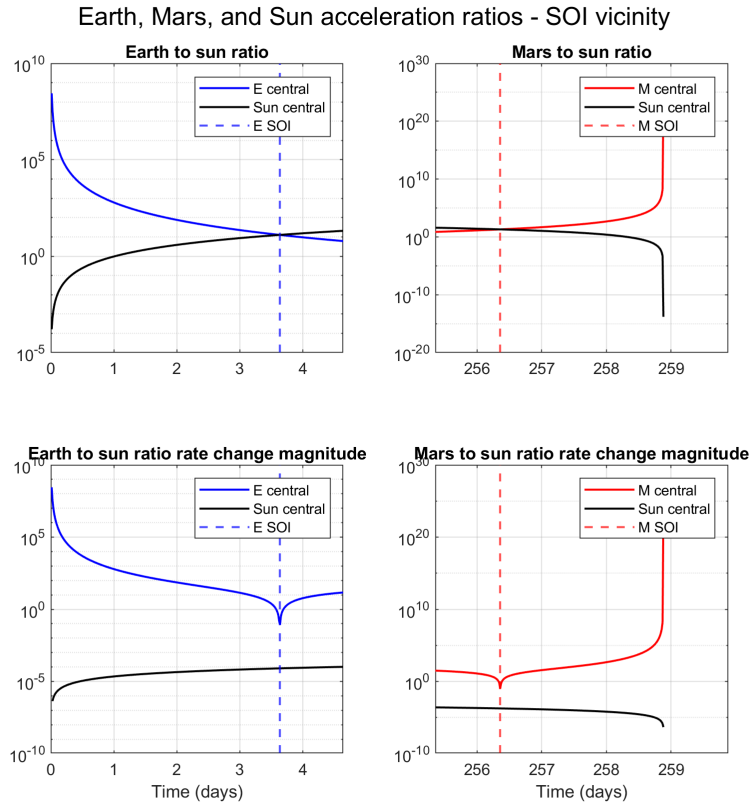 Earth, Mars, and Sun acceleration ratios - SOI vicinity
Earth to sun ratio
10^10
10^5
10^0
10^-5
0 1 2 3 4
E central
Sun central
E SOI
Mars to sun ratio
10^30
10^20
10^10
10^0
10^-10
10^-20
256 257 258 259
M central
Sun central
M SOI
Earth to sun ratio rate change magnitude
10^10
10^5
10^0
10^-5
10^-10
0 1 2 3 4
Time (days)
E central
Sun central
E SOI
Mars to sun ratio rate change magnitude
10^30
10^20
10^10
10^0
10^-10
256 257 258 259
Time (days)
M central
Sun central
M SOI